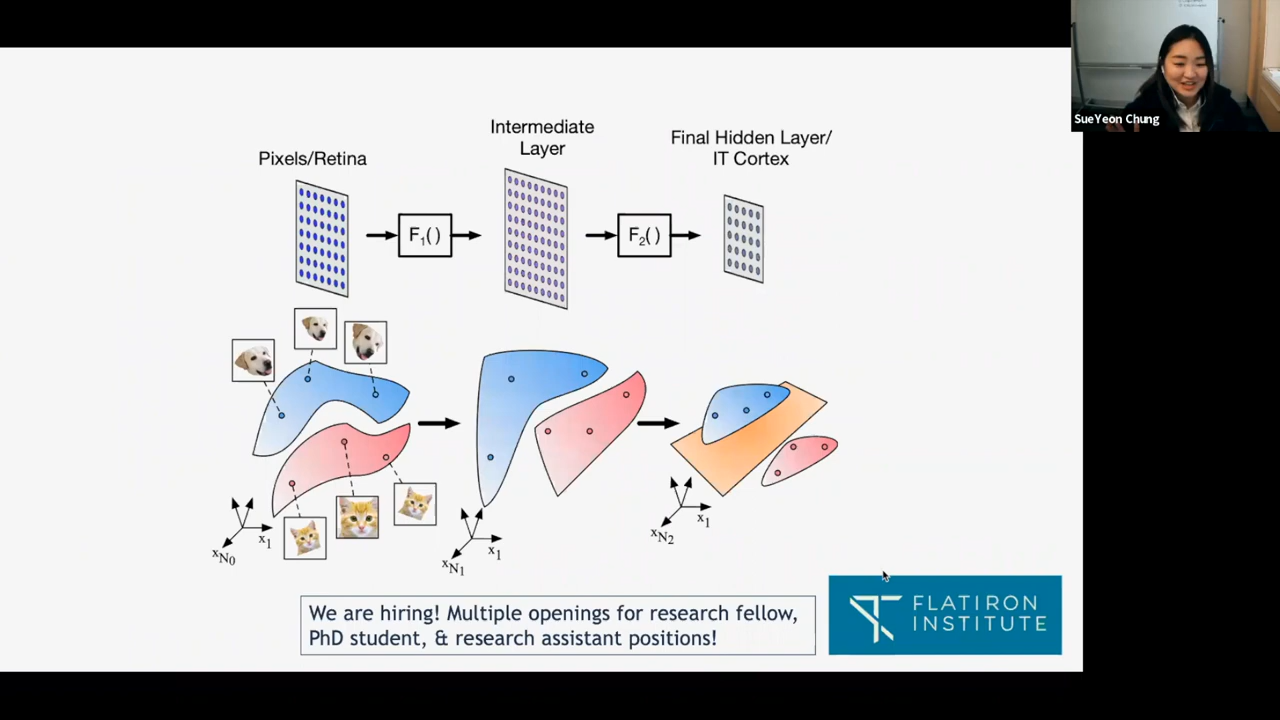 SueYeon Chung
Pixels/Retina
Intermediate
Layer
Final Hidden Layer/
IT Cortex
F₁()
F₂()
x_N₀
x₁
x_N₁
x₁
x_N₂
x₁
We are hiring! Multiple openings for research fellow,
PhD student, & research assistant positions!
FLATIRON
INSTITUTE